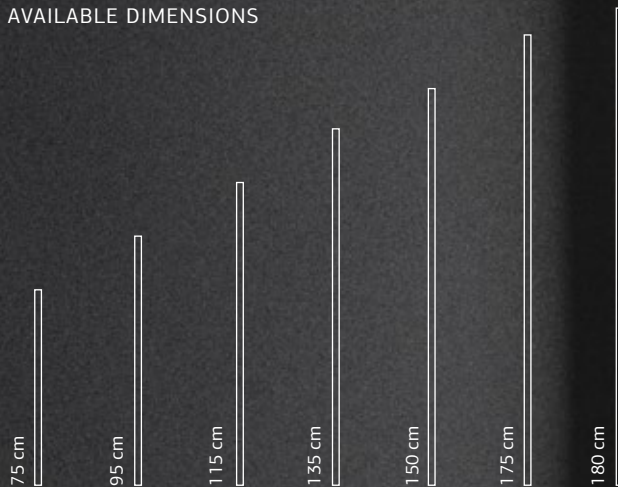 AVAILABLE DIMENSIONS
75 cm
95 cm
115 cm
135 cm
150 cm
175 cm
180 cm